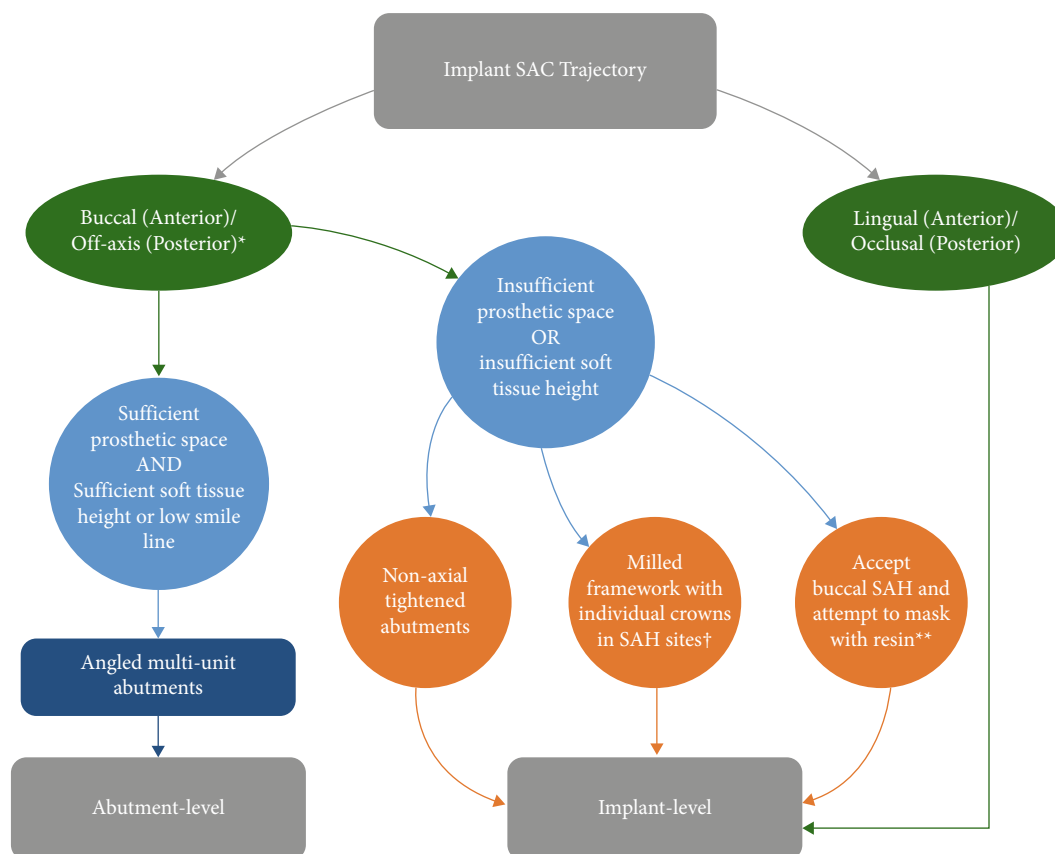 Implant SAC Trajectory
Buccal (Anterior)/
Off-axis (Posterior)*
Lingual (Anterior)/
Occlusal (Posterior)
Insufficient
prosthetic space
OR
insufficient soft
tissue height
Sufficient
prosthetic space
AND
Sufficient soft tissue
height or low smile
line
Non-axial
tightened
abutments
Milled
framework with
individual crowns
in SAH sites†
Accept
buccal SAH and
attempt to mask
with resin**
Angled multi-unit
abutments
Abutment-level
Implant-level